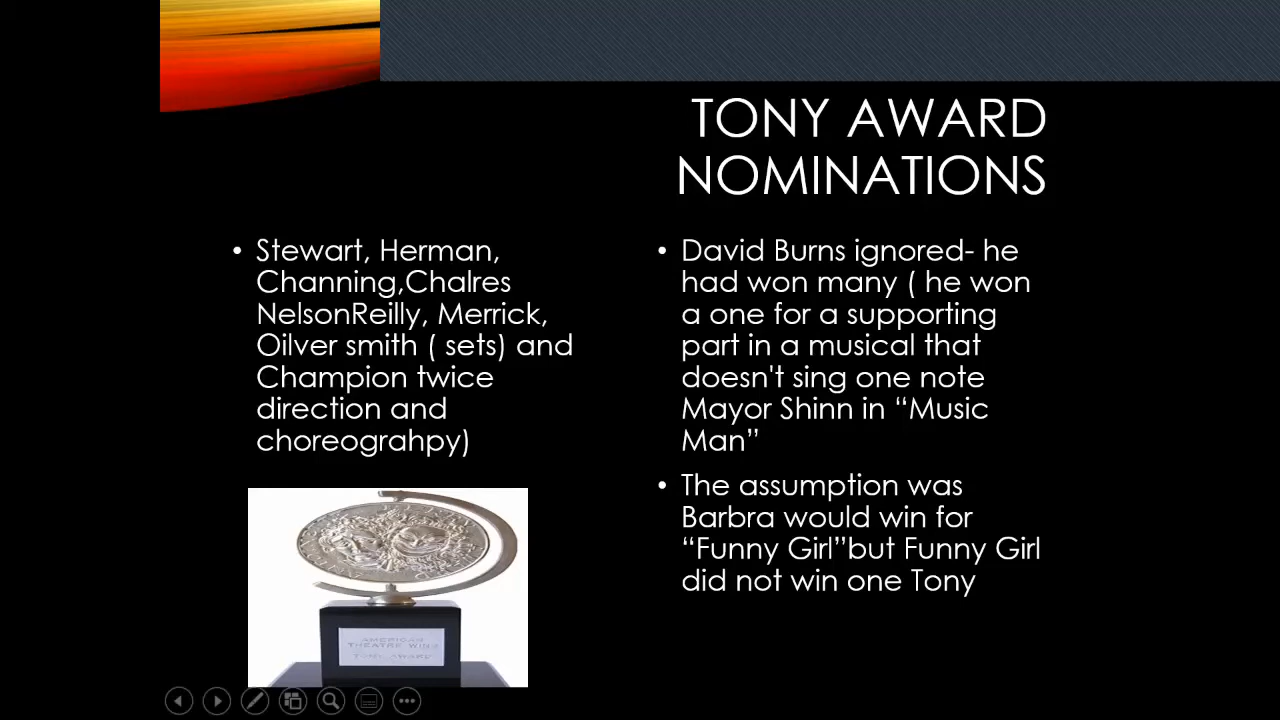 TONY AWARD
NOMINATIONS
• Stewart, Herman,
Channing,Chalres
NelsonReilly, Merrick,
Oilver smith ( sets) and
Champion twice
direction and
choreograhpy)
• David Burns ignored- he
had won many ( he won
a one for a supporting
part in a musical that
doesn't sing one note
Mayor Shinn in “Music
Man”
• The assumption was
Barbra would win for
“Funny Girl”but Funny Girl
did not win one Tony
AMERICAN
THEATRE WING
TONY AWARD